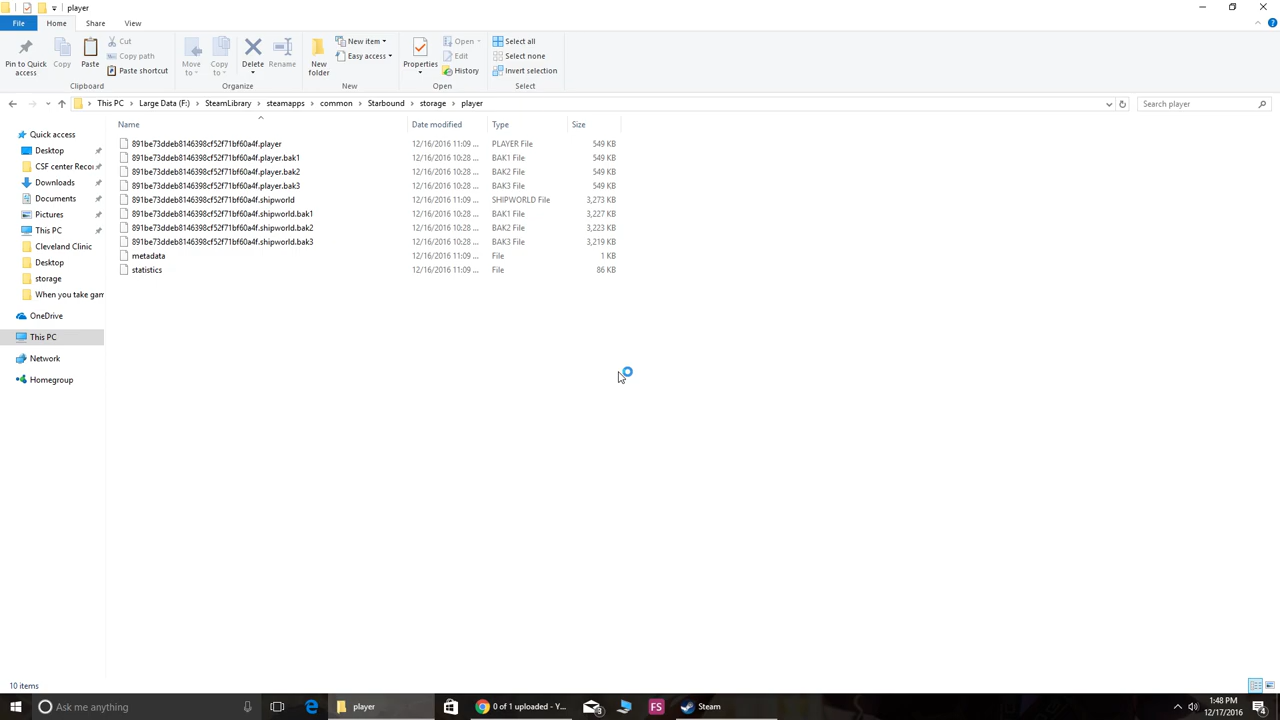 player
File Home Share View
Pin to Quick access Copy Paste Cut Copy path Paste shortcut Move to Copy to Delete Rename New folder New item Easy access Properties Open Edit History Select all Select none Invert selection
Clipboard Organize New Open Select
This PC Large Data (F:) SteamLibrary steamapps common Starbound storage player Search player
Name Date modified Type Size
891be73ddeb8146398cf52f71bf60a4f.player 12/16/2016 11:09 ... PLAYER File 549 KB
891be73ddeb8146398cf52f71bf60a4f.player.bak1 12/16/2016 10:28 ... BAK1 File 549 KB
891be73ddeb8146398cf52f71bf60a4f.player.bak2 12/16/2016 10:28 ... BAK2 File 549 KB
891be73ddeb8146398cf52f71bf60a4f.player.bak3 12/16/2016 10:28 ... BAK3 File 549 KB
891be73ddeb8146398cf52f71bf60a4f.shipworld 12/16/2016 11:09 ... SHIPWORLD File 3,273 KB
891be73ddeb8146398cf52f71bf60a4f.shipworld.bak1 12/16/2016 10:28 ... BAK1 File 3,227 KB
891be73ddeb8146398cf52f71bf60a4f.shipworld.bak2 12/16/2016 10:28 ... BAK2 File 3,223 KB
891be73ddeb8146398cf52f71bf60a4f.shipworld.bak3 12/16/2016 10:28 ... BAK3 File 3,219 KB
metadata 12/16/2016 11:09 ... File 1 KB
statistics 12/16/2016 11:09 ... File 86 KB
Quick access
Desktop
CSF center Recor
Downloads
Documents
Pictures
This PC
Cleveland Clinic
Desktop
storage
When you take gam
OneDrive
This PC
Network
Homegroup
10 items
Ask me anything player 0 of 1 uploaded - Y... 3 FS Steam 1:48 PM
12/17/2016 4